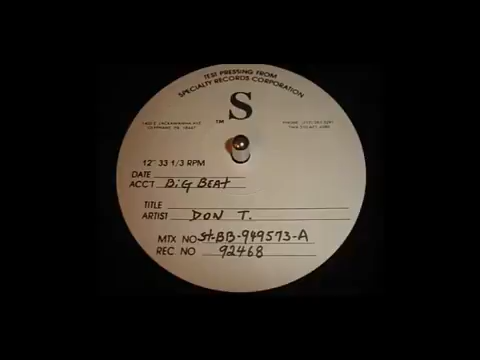 TEST PRESSING FROM
SPECIALTY RECORDS CORPORATION
™ S
12" 33 1/3 RPM
DATE
ACCT BIG BEAT
TITLE
ARTIST DON T.
MTX NO St-BB-949573-A
REC NO 92468